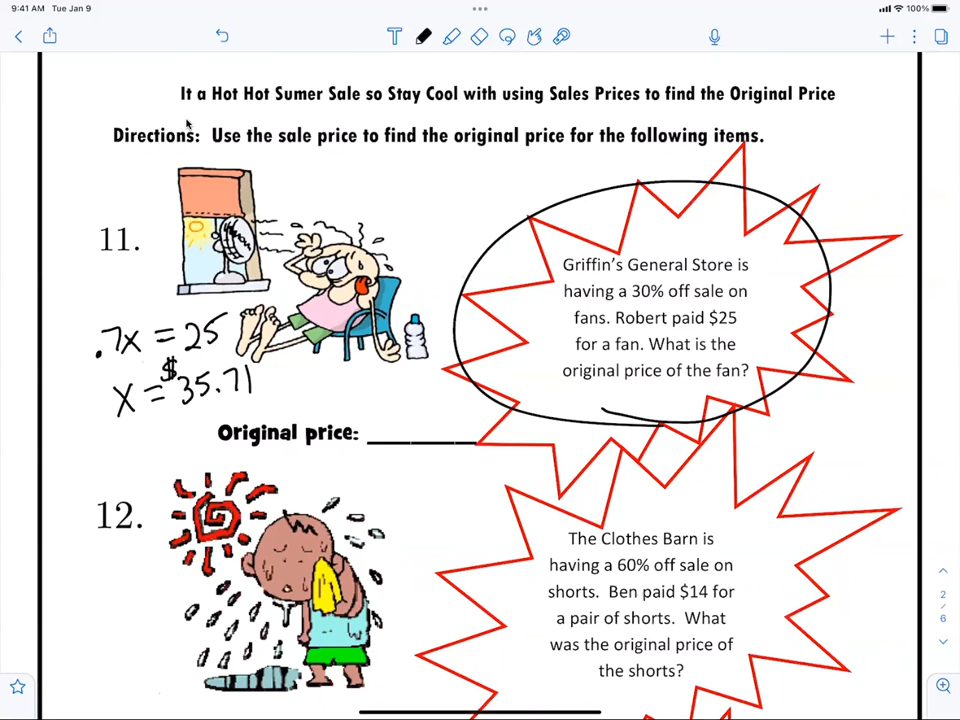 9:41 AM Tue Jan 9
100%
It a Hot Hot Sumer Sale so Stay Cool with using Sales Prices to find the Original Price
Directions: Use the sale price to find the original price for the following items.
11.
Griffin's General Store is
having a 30% off sale on
fans. Robert paid $25
for a fan. What is the
original price of the fan?
.7x = 25
x = $35.71
Original price: ___________
12.
The Clothes Barn is
having a 60% off sale on
shorts. Ben paid $14 for
a pair of shorts. What
was the original price of
the shorts?
2
/
6